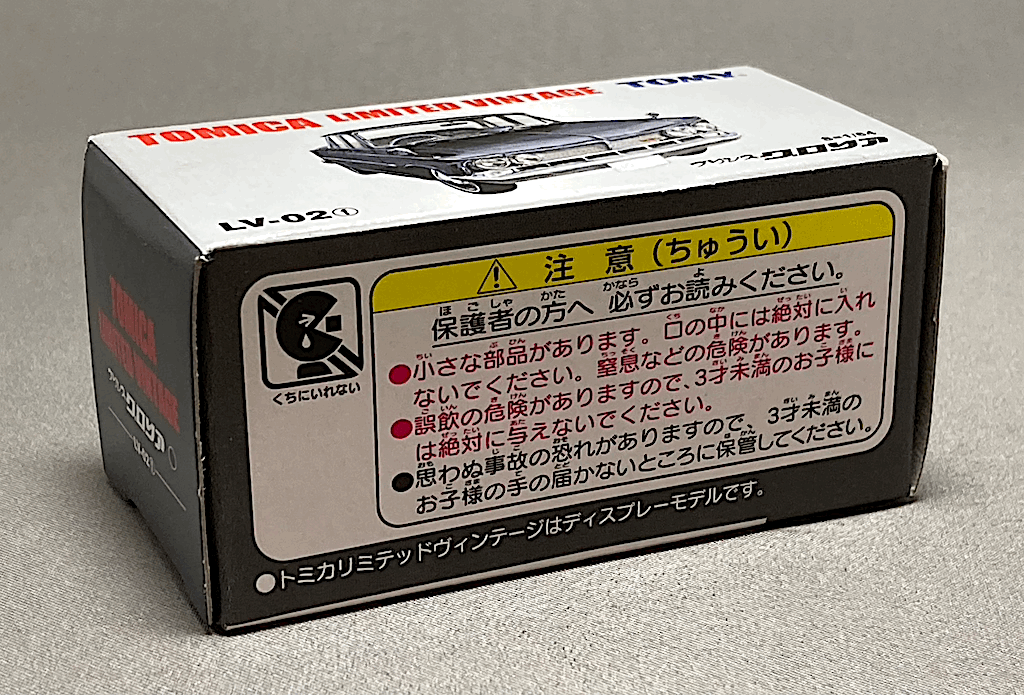 TOMICA LIMITED VINTAGE TOMY
S=1/64
グロリア
LV-02①
TOMICA
LIMITED VINTAGE
グロリア
LV-02
くちにいれない
注意(ちゅうい)
保護者の方へ 必ずお読みください。
●小さな部品があります。口の中には絶対に入れ
ないでください。窒息などの危険があります。
●誤飲の危険がありますので、3才未満のお子様に
は絶対に与えないでください。
●思わぬ事故の恐れがありますので、3才未満の
お子様の手の届かないところに保管してください。
●トミカリミテッドヴィンテージはディスプレーモデルです。